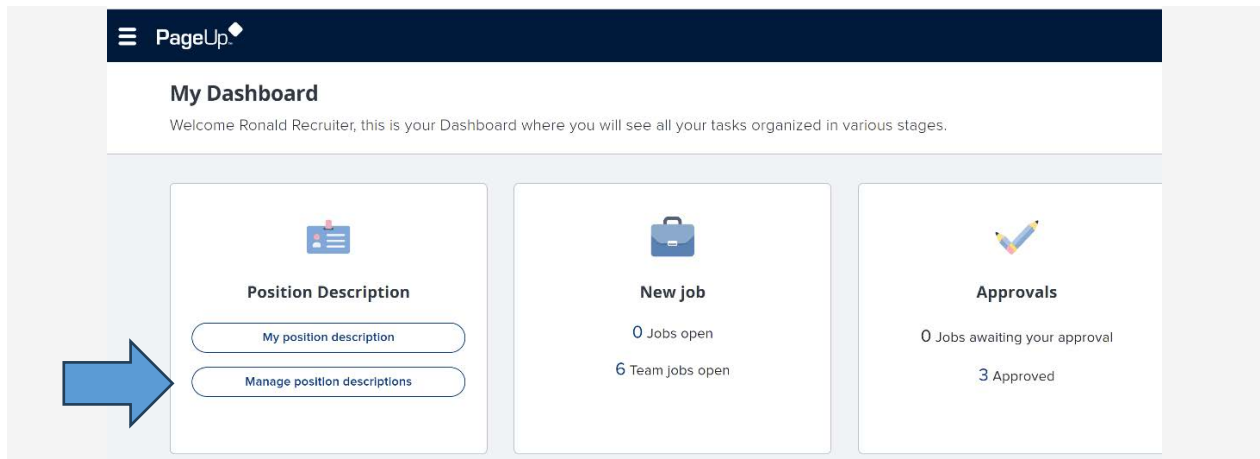 PageUp
My Dashboard
Welcome Ronald Recruiter, this is your Dashboard where you will see all your tasks organized in various stages.
Position Description
My position description
Manage position descriptions
New job
0 Jobs open
6 Team jobs open
Approvals
0 Jobs awaiting your approval
3 Approved